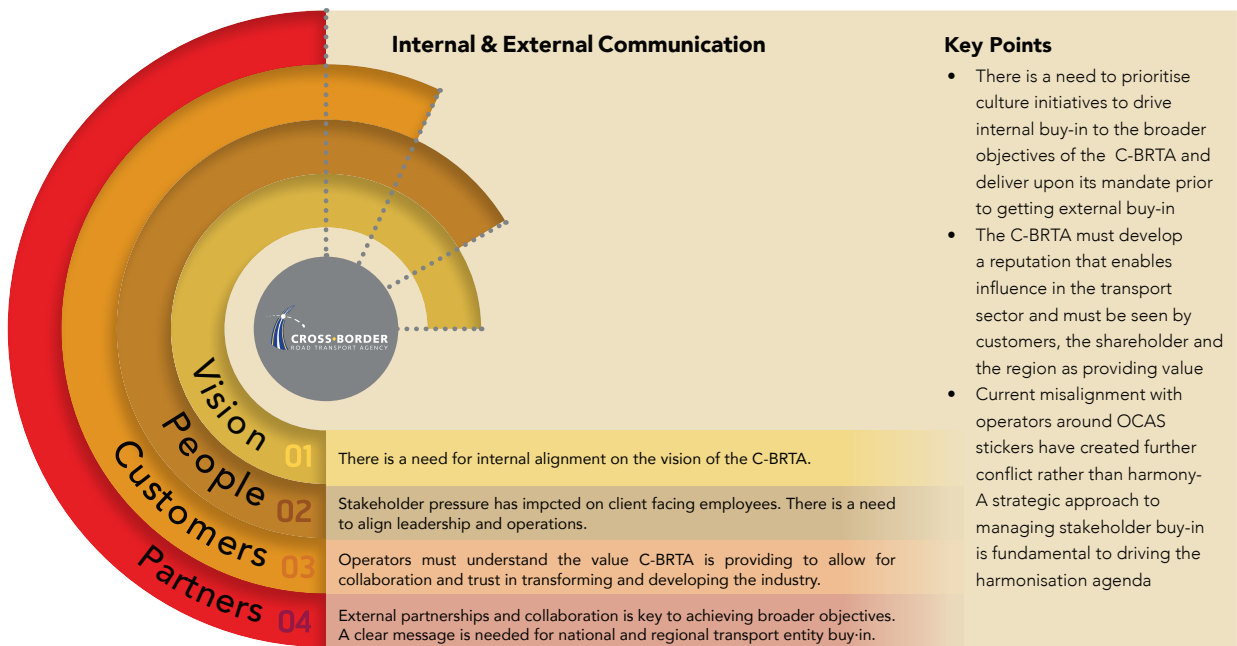 Internal & External Communication
CROSS•BORDER
ROAD TRANSPORT AGENCY
Vision
01
There is a need for internal alignment on the vision of the C-BRTA.
People
02
Stakeholder pressure has impcted on client facing employees. There is a need
to align leadership and operations.
Customers
03
Operators must understand the value C-BRTA is providing to allow for
collaboration and trust in transforming and developing the industry.
Partners
04
External partnerships and collaboration is key to achieving broader objectives.
A clear message is needed for national and regional transport entity buy-in.
Key Points
• There is a need to prioritise
culture initiatives to drive
internal buy-in to the broader
objectives of the C-BRTA and
deliver upon its mandate prior
to getting external buy-in
• The C-BRTA must develop
a reputation that enables
influence in the transport
sector and must be seen by
customers, the shareholder and
the region as providing value
• Current misalignment with
operators around OCAS
stickers have created further
conflict rather than harmony-
A strategic approach to
managing stakeholder buy-in
is fundamental to driving the
harmonisation agenda